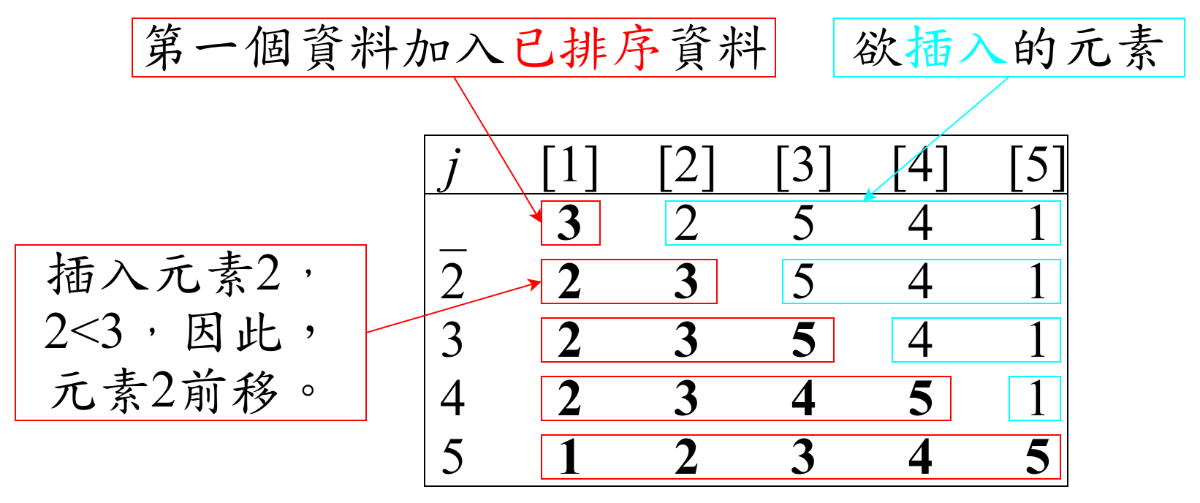 第一個資料加入已排序資料
欲插入的元素
j [1] [2] [3] [4] [5]
– 3 2 5 4 1
2 2 3 5 4 1
3 2 3 5 4 1
4 2 3 4 5 1
5 1 2 3 4 5
插入元素2，
2<3，因此，
元素2前移。